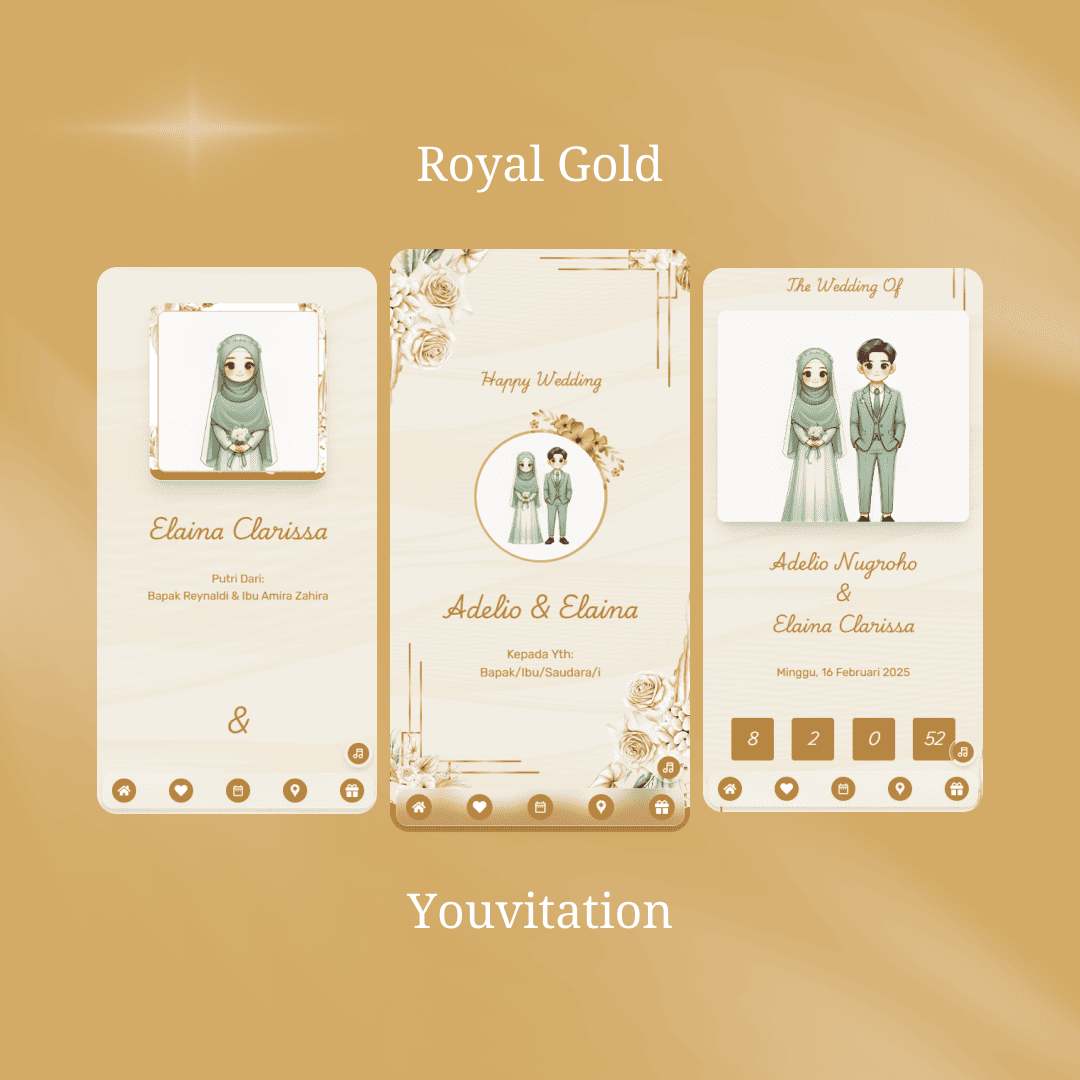 Royal Gold
Elaina Clarissa
Putri Dari:
Bapak Reynaldi & Ibu Amira Zahira
&
Happy Wedding
Adelio & Elaina
Kepada Yth:
Bapak/Ibu/Saudara/i
The Wedding Of
Adelio Nugroho
&
Elaina Clarissa
Minggu, 16 Februari 2025
8 2 0 52
Youvitation